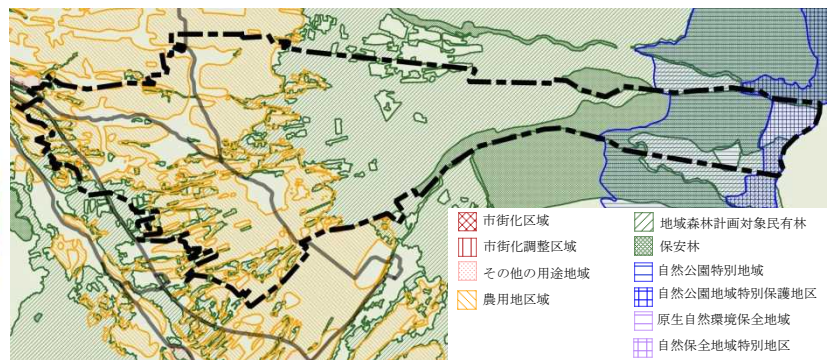 市街化区域
市街化調整区域
その他の用途地域
農用地区域
地域森林計画対象民有林
保安林
自然公園特別地域
自然公園地域特別保護地区
原生自然環境保全地域
自然保全地域特別地区